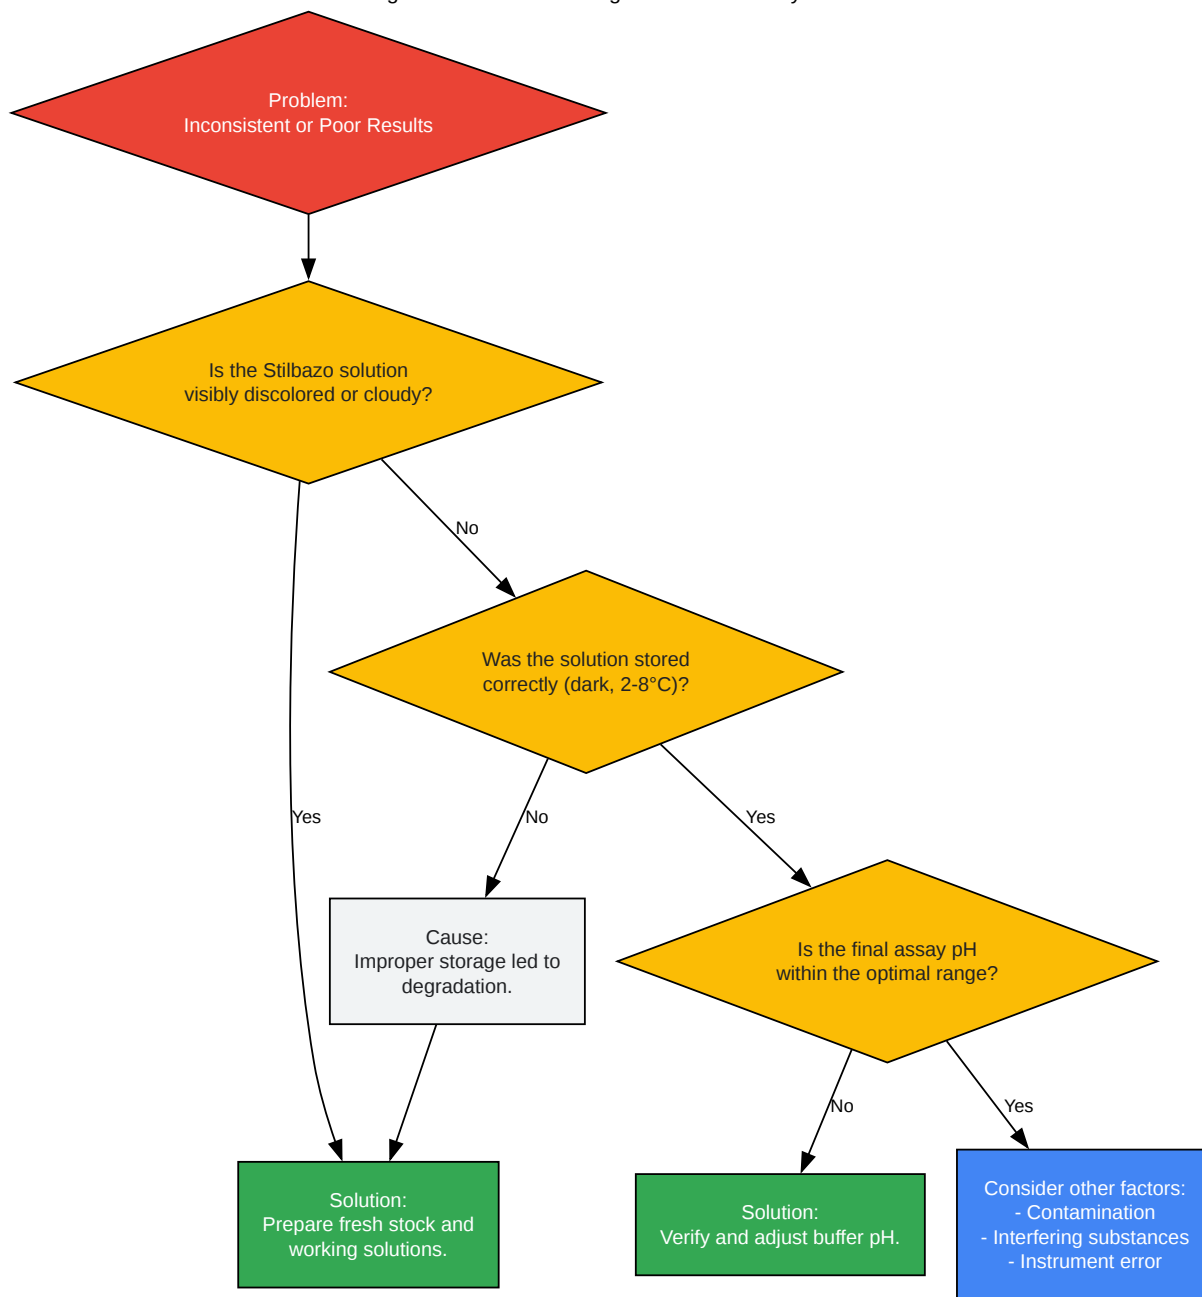 Problem:
Inconsistent or Poor Results
Is the Stilbazo solution
visibly discolored or cloudy?
No
Was the solution stored
correctly (dark, 2-8°C)?
Yes
No
Yes
Cause:
Improper storage led to
degradation.
Is the final assay pH
within the optimal range?
No
Yes
Solution:
Prepare fresh stock and
working solutions.
Solution:
Verify and adjust buffer pH.
Consider other factors:
- Contamination
- Interfering substances
- Instrument error